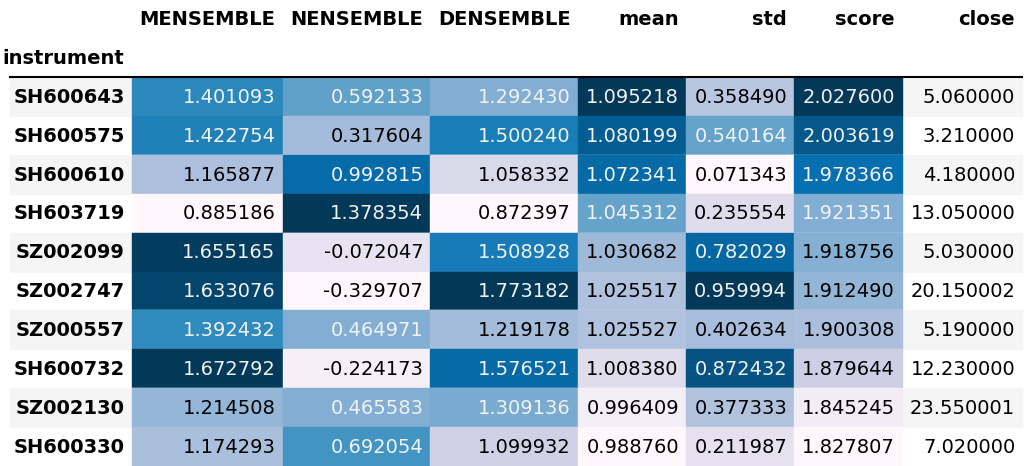 MENSEMBLE NENSEMBLE DENSEMBLE mean std score close
instrument
SH600643 1.401093 0.592133 1.292430 1.095218 0.358490 2.027600 5.060000
SH600575 1.422754 0.317604 1.500240 1.080199 0.540164 2.003619 3.210000
SH600610 1.165877 0.992815 1.058332 1.072341 0.071343 1.978366 4.180000
SH603719 0.885186 1.378354 0.872397 1.045312 0.235554 1.921351 13.050000
SZ002099 1.655165 -0.072047 1.508928 1.030682 0.782029 1.918756 5.030000
SZ002747 1.633076 -0.329707 1.773182 1.025517 0.959994 1.912490 20.150002
SZ000557 1.392432 0.464971 1.219178 1.025527 0.402634 1.900308 5.190000
SH600732 1.672792 -0.224173 1.576521 1.008380 0.872432 1.879644 12.230000
SZ002130 1.214508 0.465583 1.309136 0.996409 0.377333 1.845245 23.550001
SH600330 1.174293 0.692054 1.099932 0.988760 0.211987 1.827807 7.020000